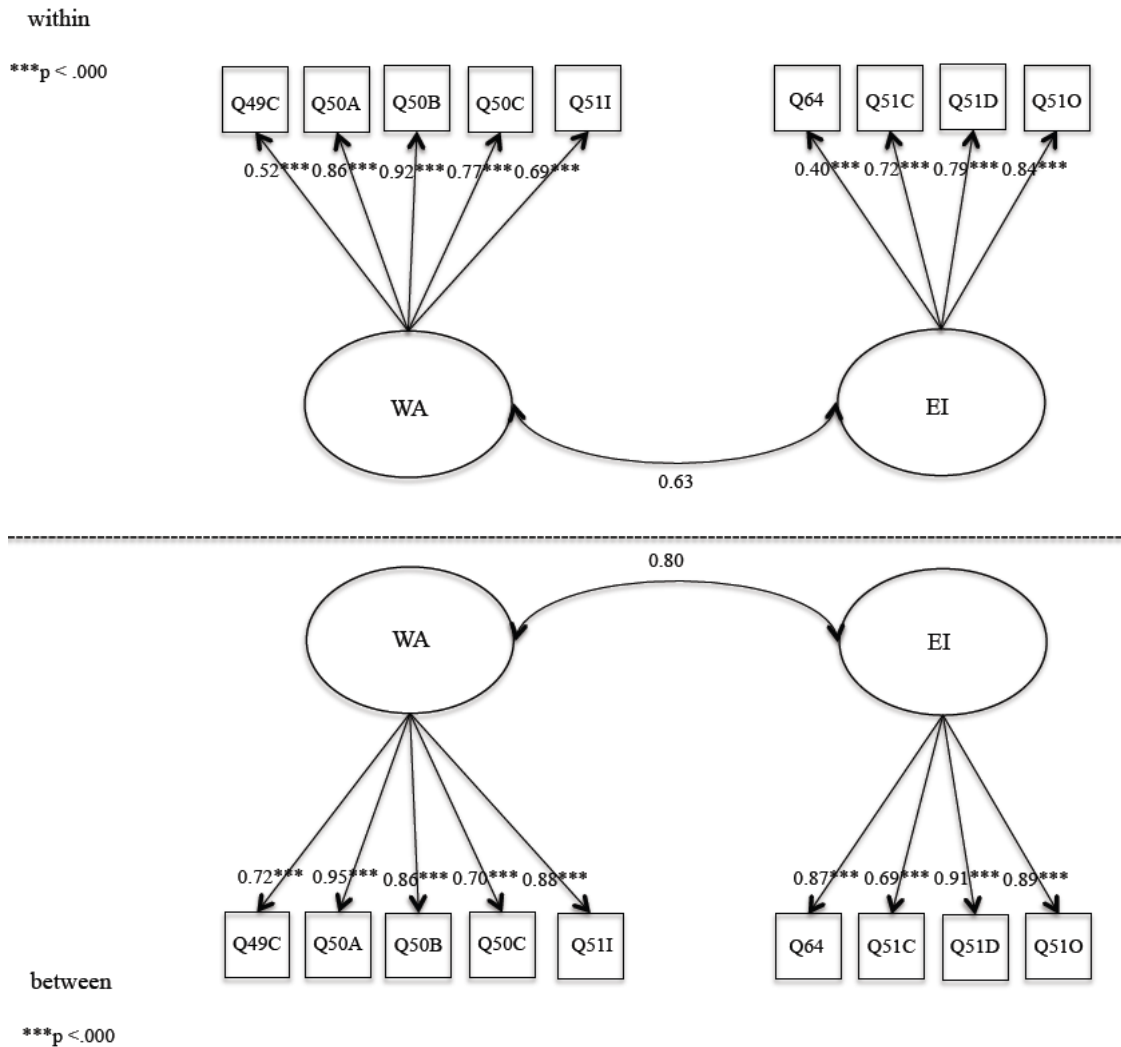 within
***p < .000
Q49C Q50A Q50B Q50C Q51I Q64 Q51C Q51D Q51O
0.52*** 0.86*** 0.92*** 0.77*** 0.69*** 0.40*** 0.72*** 0.79*** 0.84***
WA EI
0.63
0.80
WA EI
0.72*** 0.95*** 0.86*** 0.70*** 0.88*** 0.87*** 0.69*** 0.91*** 0.89***
Q49C Q50A Q50B Q50C Q51I Q64 Q51C Q51D Q51O
between
***p <.000